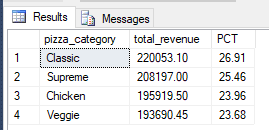 Results Messages
pizza_category total_revenue PCT
1 Classic 220053.10 26.91
2 Supreme 208197.00 25.46
3 Chicken 195919.50 23.96
4 Veggie 193690.45 23.68